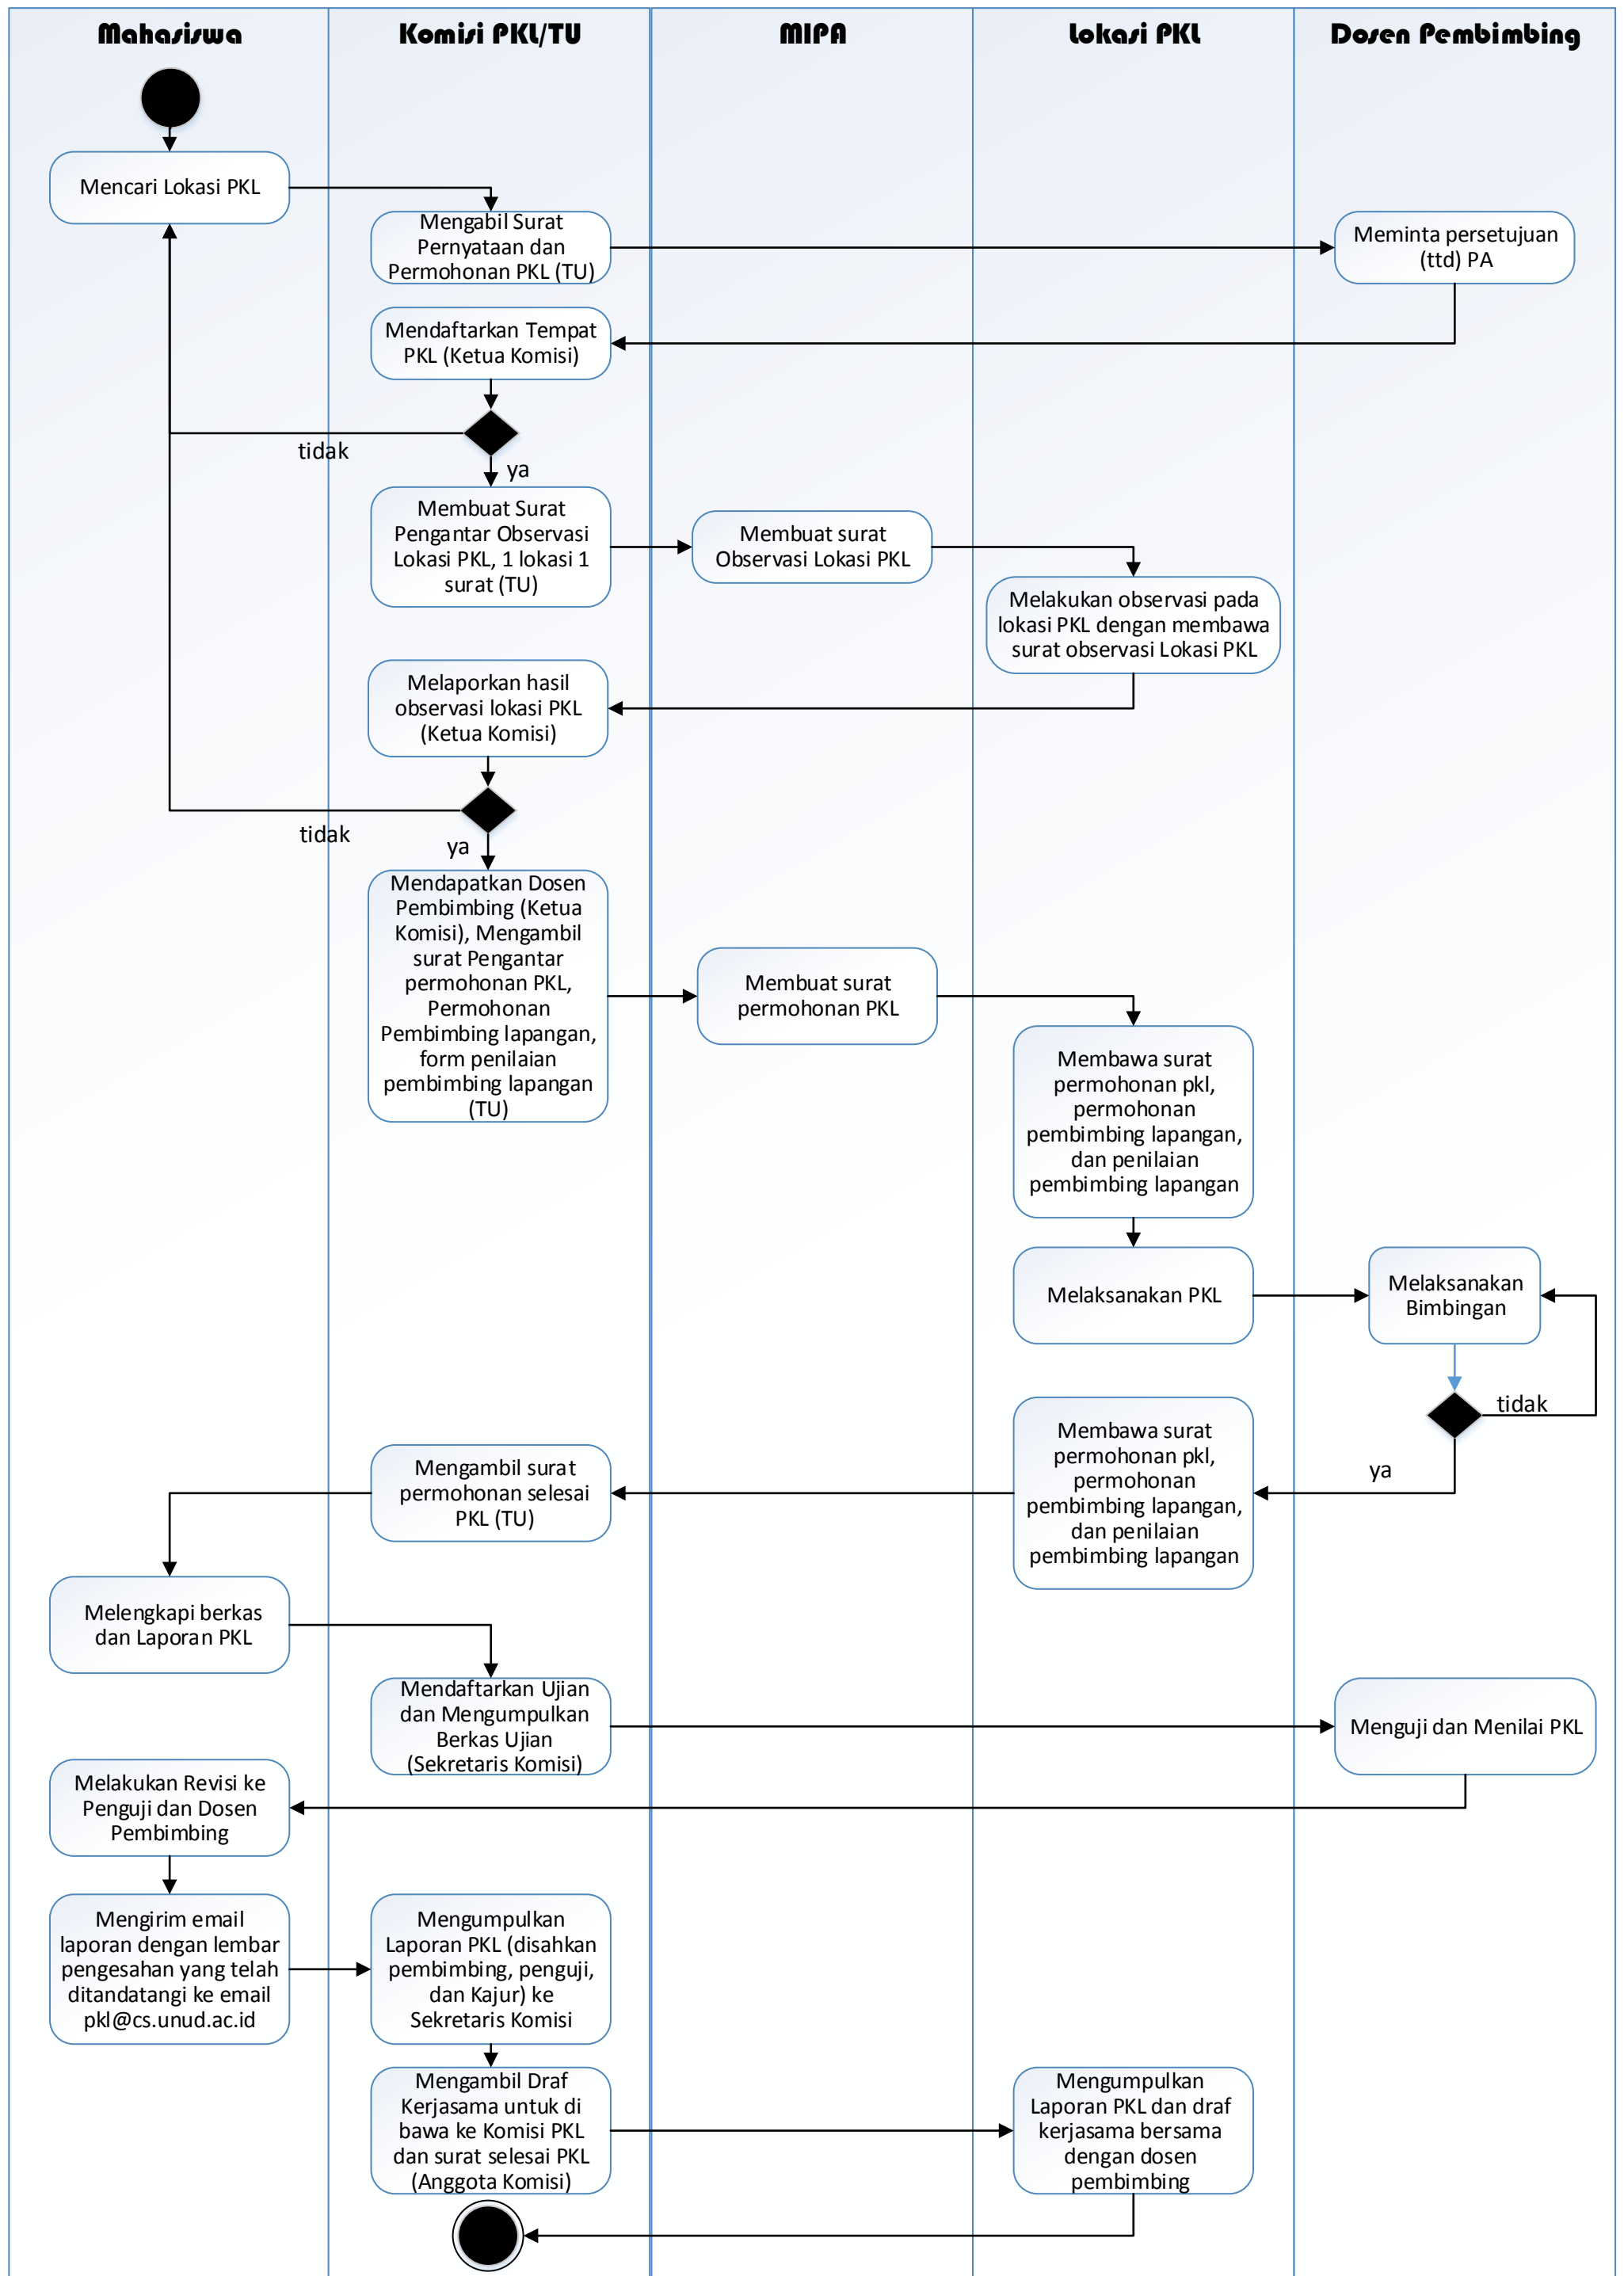 Mahasiswa
Komisi PKL/TU
MIPA
Lokasi PKL
Dosen Pembimbing
Mencari Lokasi PKL
Mengabil Surat
Pernyataan dan
Permohonan PKL (TU)
Meminta persetujuan
(ttd) PA
Mendaftarkan Tempat
PKL (Ketua Komisi)
tidak
ya
Membuat Surat
Pengantar Observasi
Lokasi PKL, 1 lokasi 1
surat (TU)
Membuat surat
Observasi Lokasi PKL
Melakukan observasi pada
lokasi PKL dengan membawa
surat observasi Lokasi PKL
Melaporkan hasil
observasi lokasi PKL
(Ketua Komisi)
tidak
ya
Mendapatkan Dosen
Pembimbing (Ketua
Komisi), Mengambil
surat Pengantar
permohonan PKL,
Permohonan
Pembimbing lapangan,
form penilaian
pembimbing lapangan
(TU)
Membuat surat
permohonan PKL
Membawa surat
permohonan pkl,
permohonan
pembimbing lapangan,
dan penilaian
pembimbing lapangan
Melaksanakan PKL
Melaksanakan
Bimbingan
tidak
ya
Membawa surat
permohonan pkl,
permohonan
pembimbing lapangan,
dan penilaian
pembimbing lapangan
Mengambil surat
permohonan selesai
PKL (TU)
Melengkapi berkas
dan Laporan PKL
Mendaftarkan Ujian
dan Mengumpulkan
Berkas Ujian
(Sekretaris Komisi)
Menguji dan Menilai PKL
Melakukan Revisi ke
Penguji dan Dosen
Pembimbing
Mengirim email
laporan dengan lembar
pengesahan yang telah
ditandatangi ke email
pkl@cs.unud.ac.id
Mengumpulkan
Laporan PKL (disahkan
pembimbing, penguji,
dan Kajur) ke
Sekretaris Komisi
Mengambil Draf
Kerjasama untuk di
bawa ke Komisi PKL
dan surat selesai PKL
(Anggota Komisi)
Mengumpulkan
Laporan PKL dan draf
kerjasama bersama
dengan dosen
pembimbing